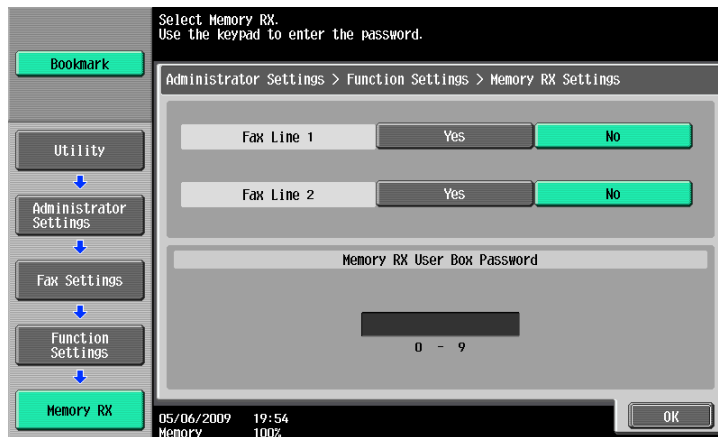 Select Memory RX.
Use the keypad to enter the password.
Bookmark
Administrator Settings > Function Settings > Memory RX Settings
Utility
Administrator
Settings
Fax Settings
Function
Settings
Memory RX
Fax Line 1
Yes
No
Fax Line 2
Yes
No
Memory RX User Box Password
0 - 9
05/06/2009 19:54
Memory 100%
OK